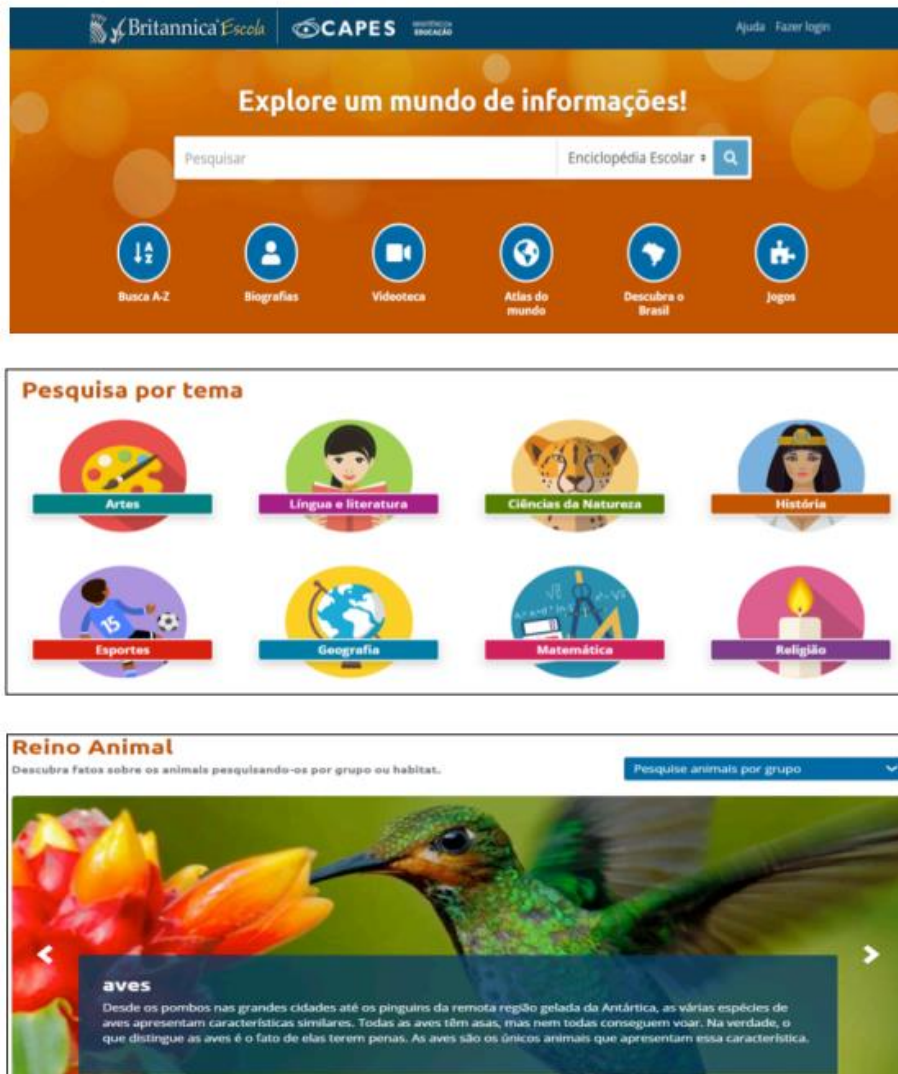 Britannica Escola CAPES MINISTÉRIO DA EDUCAÇÃO Ajuda Fazer login
Explore um mundo de informações!
Pesquisar Enciclopédia Escolar
Busca A-Z Biografias Videoteca Atlas do mundo Descubra o Brasil Jogos
Pesquisa por tema
Artes Língua e literatura Ciências da Natureza História
15
Esportes Geografia Matemática Religião
Reino Animal
Descubra fatos sobre os animais pesquisando-os por grupo ou habitat.
Pesquise animais por grupo
aves
Desde os pombos nas grandes cidades até os pinguins da remota região gelada da Antártica, as várias espécies de
aves apresentam características similares. Todas as aves têm asas, mas nem todas conseguem voar. Na verdade, o
que distingue as aves é o fato de elas terem penas. As aves são os únicos animais que apresentam essa característica.